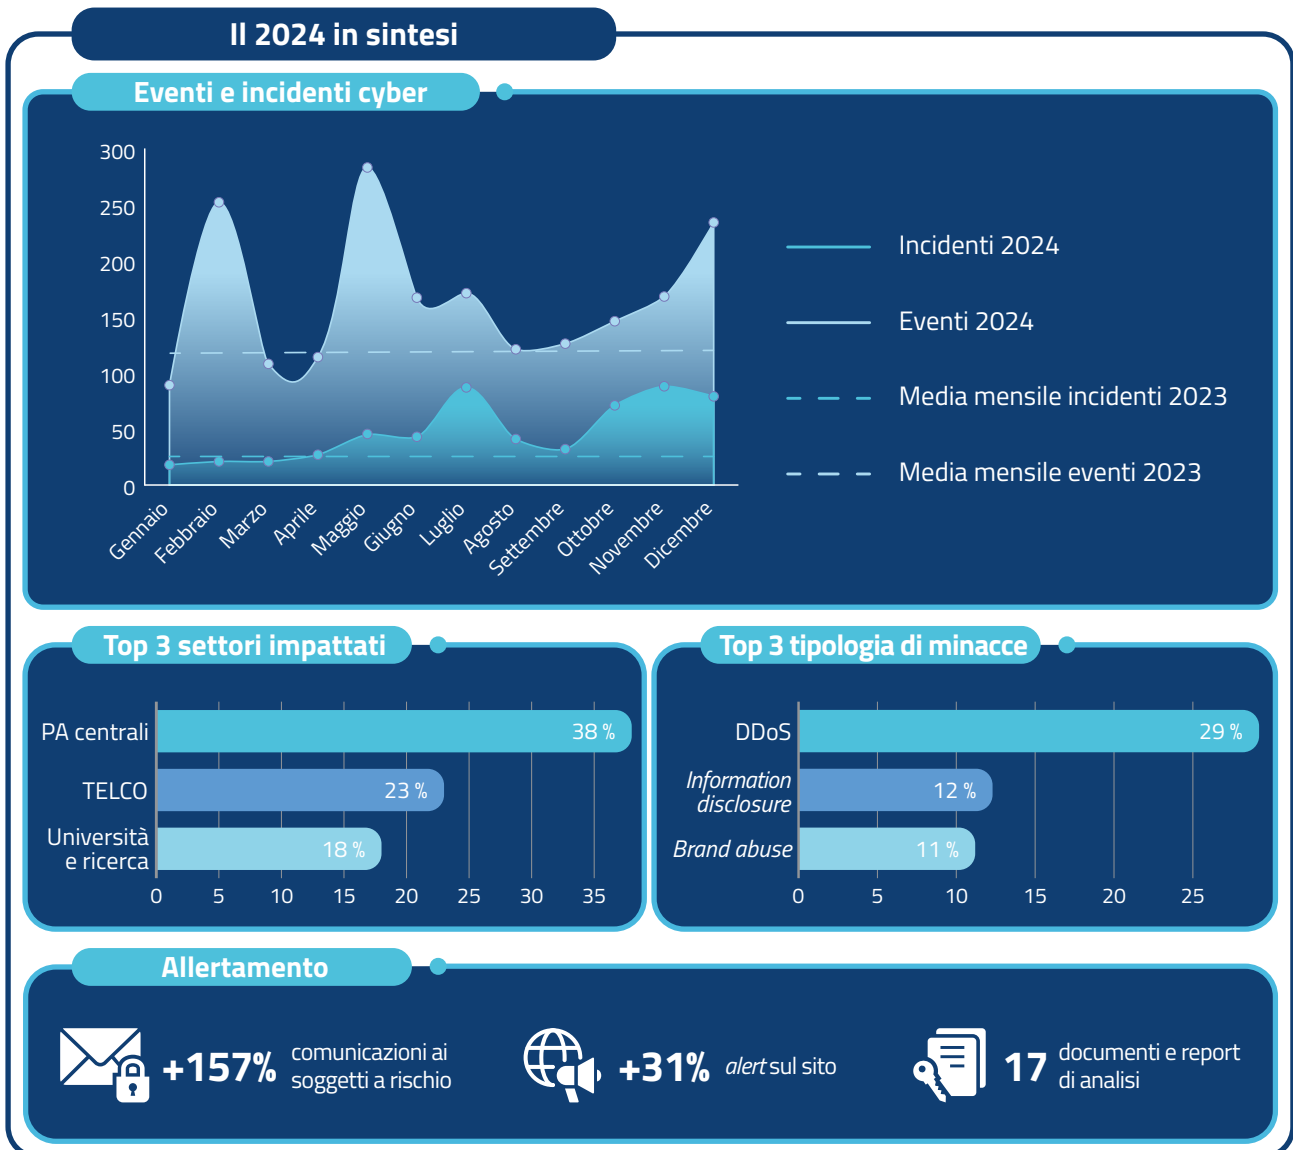 Il 2024 in sintesi
Eventi e incidenti cyber
300
250
200
150
100
50
0
Gennaio
Febbraio
Marzo
Aprile
Maggio
Giugno
Luglio
Agosto
Settembre
Ottobre
Novembre
Dicembre
Incidenti 2024
Eventi 2024
Media mensile incidenti 2023
Media mensile eventi 2023
Top 3 settori impattati
PA centrali
38 %
TELCO
23 %
Università
e ricerca
18 %
0 5 10 15 20 25 30 35
Top 3 tipologia di minacce
DDoS
29 %
Information
disclosure
12 %
Brand abuse
11 %
0 5 10 15 20 25
Allertamento
+157%
comunicazioni ai
soggetti a rischio
+31%
alert sul sito
17
documenti e report
di analisi